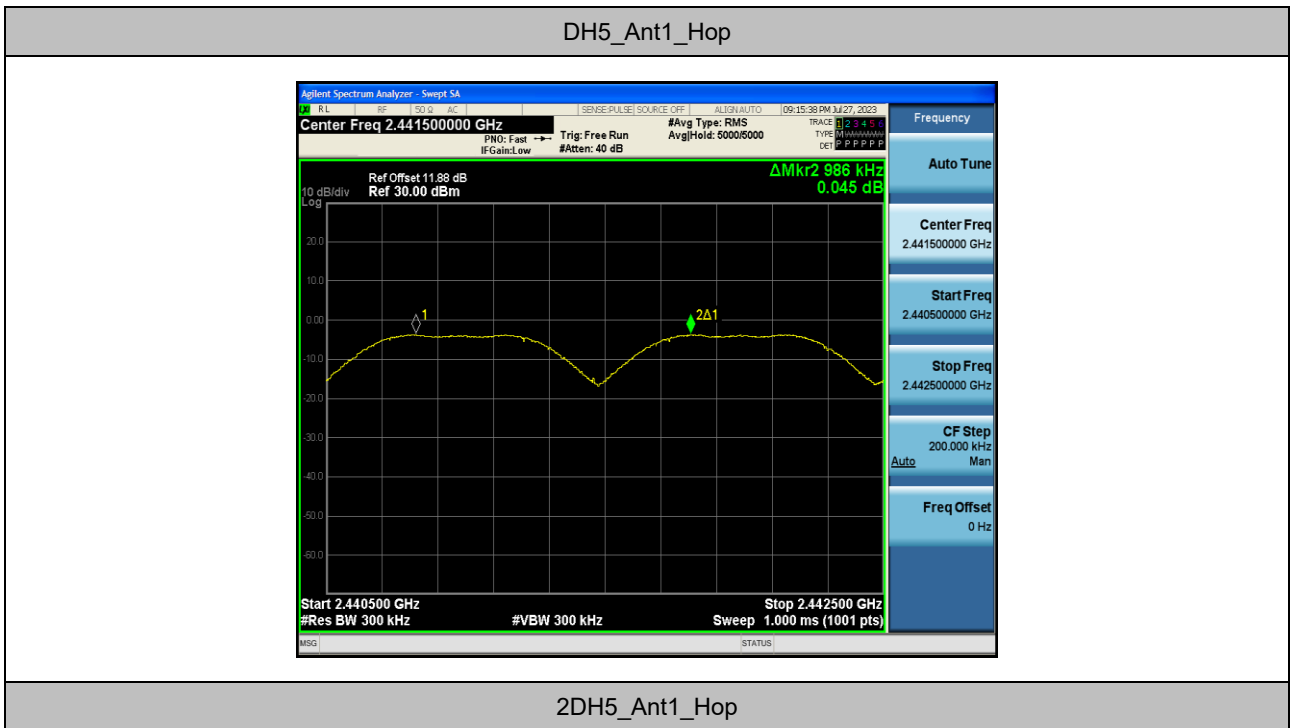 DH5_Ant1_Hop
Agilent Spectrum Analyzer - Swept SA
RL RF 50 Ω AC SENSE:PULSE SOURCE OFF ALIGN AUTO 09:15:38 PM Jul 27, 2023
Center Freq 2.441500000 GHz
PNO: Fast
IFGain:Low
Trig: Free Run
#Atten: 40 dB
#Avg Type: RMS
Avg|Hold: 5000/5000
TRACE 1 2 3 4 5 6
TYPE M
DET P P P P P P
Ref Offset 11.88 dB
10 dB/div Ref 30.00 dBm
Log
ΔMkr2 986 kHz
0.045 dB
20.0
10.0
0.00
-10.0
-20.0
-30.0
-40.0
-50.0
-60.0
1
2Δ1
Start 2.440500 GHz Stop 2.442500 GHz
#Res BW 300 kHz #VBW 300 kHz Sweep 1.000 ms (1001 pts)
MSG STATUS
Frequency
Auto Tune
Center Freq
2.441500000 GHz
Start Freq
2.440500000 GHz
Stop Freq
2.442500000 GHz
CF Step
200.000 kHz
Auto Man
Freq Offset
0 Hz
2DH5_Ant1_Hop